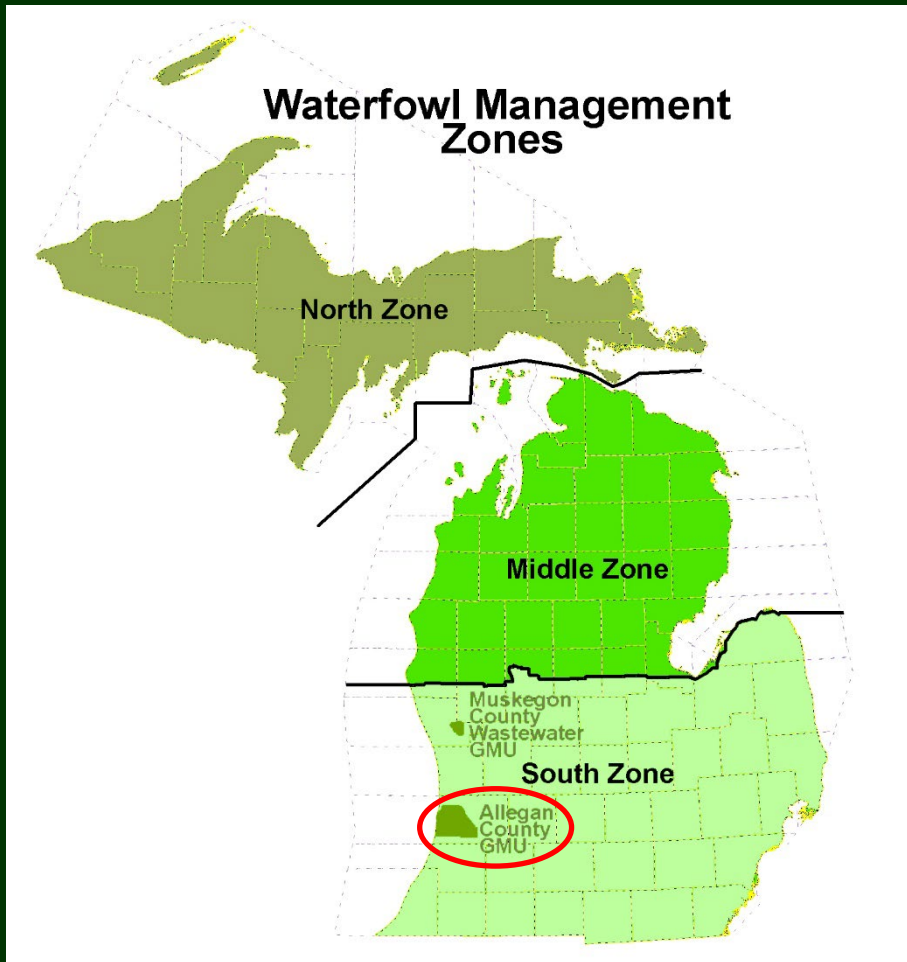 Waterfowl Management
Zones
North Zone
Middle Zone
Muskegon
County
Wastewater
GMU
South Zone
Allegan
County
GMU